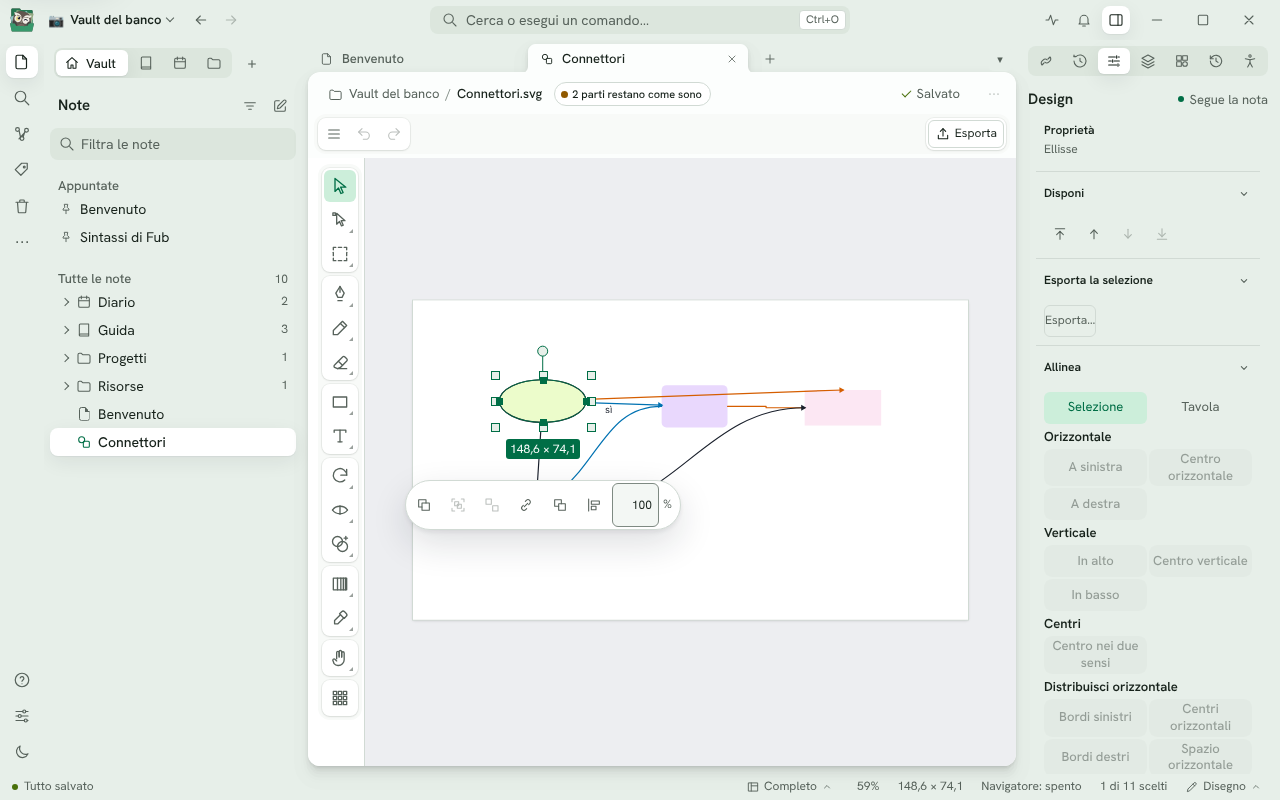 Vault del banco
Cerca o esegui un comando…
Ctrl+O
Vault
Benvenuto
Connettori
Note
Filtra le note
Appuntate
Benvenuto
Sintassi di Fub
Tutte le note
10
Diario
2
Guida
3
Progetti
1
Risorse
1
Benvenuto
Connettori
Vault del banco / Connettori.svg
2 parti restano come sono
Salvato
Esporta
sì
148,6 × 74,1
100 %
Design
Segue la nota
Proprietà
Ellisse
Disponi
Esporta la selezione
Esporta…
Allinea
Selezione
Tavola
Orizzontale
A sinistra
Centro orizzontale
A destra
Verticale
In alto
Centro verticale
In basso
Centri
Centro nei due sensi
Distribuisci orizzontale
Bordi sinistri
Centri orizzontali
Bordi destri
Spazio orizzontale
Tutto salvato
Completo
59%
148,6 × 74,1
Navigatore: spento
1 di 11 scelti
Disegno